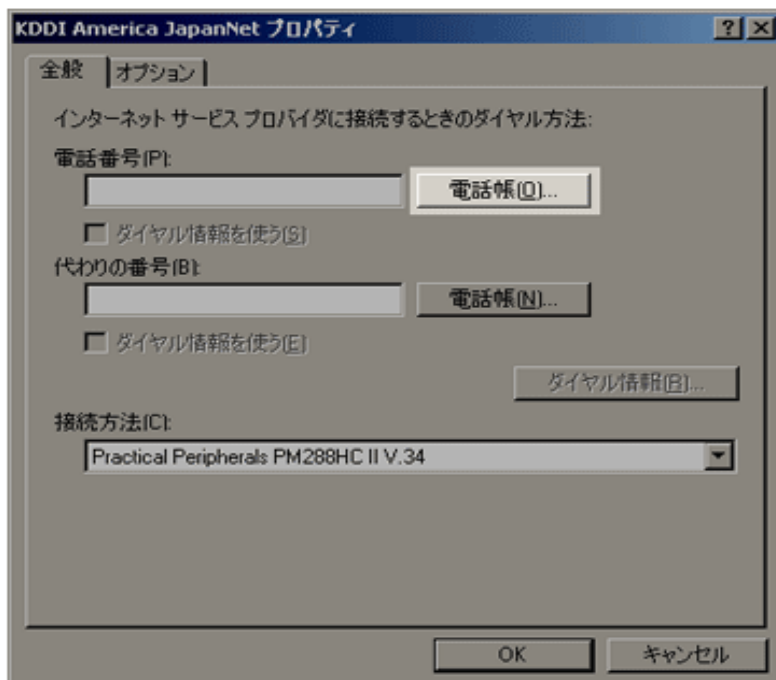 KDDI America JapanNet プロパティ
全般 オプション
インターネット サービス プロバイダに接続するときのダイヤル方法:
電話番号(P):
電話帳(O)...
ダイヤル情報を使う(S)
代わりの番号(B):
電話帳(N)...
ダイヤル情報を使う(E)
ダイヤル情報(R)...
接続方法(C):
Practical Peripherals PM288HC II V.34
OK キャンセル